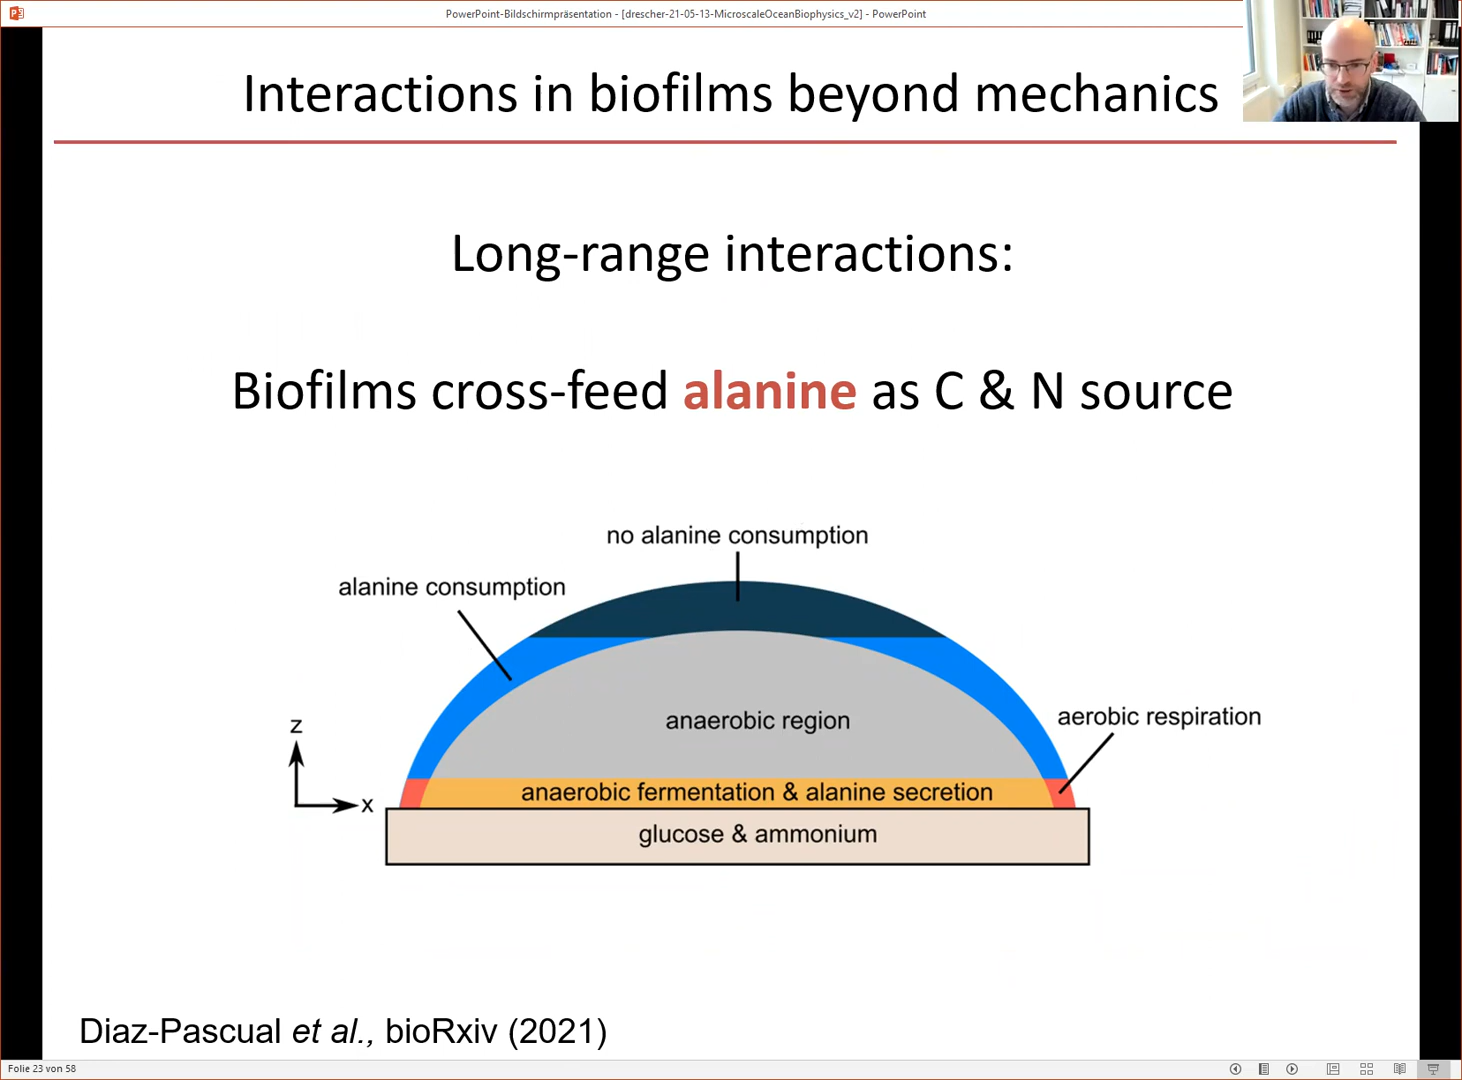 PowerPoint-Bildschirmpräsentation - [drescher-21-05-13-MicroscaleOceanBiophysics_v2] - PowerPoint
Interactions in biofilms beyond mechanics
Long-range interactions:
Biofilms cross-feed alanine as C & N source
no alanine consumption
alanine consumption
anaerobic region
aerobic respiration
z
x
anaerobic fermentation & alanine secretion
glucose & ammonium
Diaz-Pascual et al., bioRxiv (2021)
Folie 23 von 58